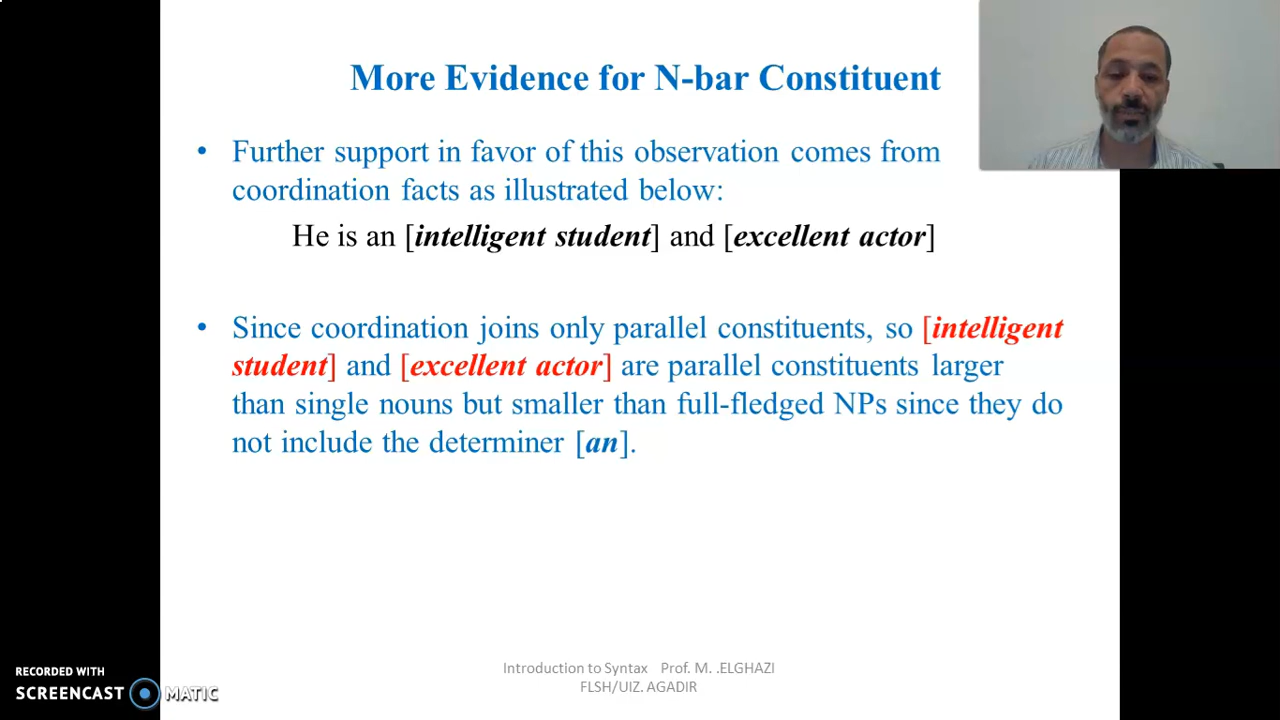 More Evidence for N-bar Constituent
• Further support in favor of this observation comes from
coordination facts as illustrated below:
He is an [intelligent student] and [excellent actor]
• Since coordination joins only parallel constituents, so [intelligent
student] and [excellent actor] are parallel constituents larger
than single nouns but smaller than full-fledged NPs since they do
not include the determiner [an].
Introduction to Syntax Prof. M. .ELGHAZI
FLSH/UIZ. AGADIR
RECORDED WITH
SCREENCAST MATIC